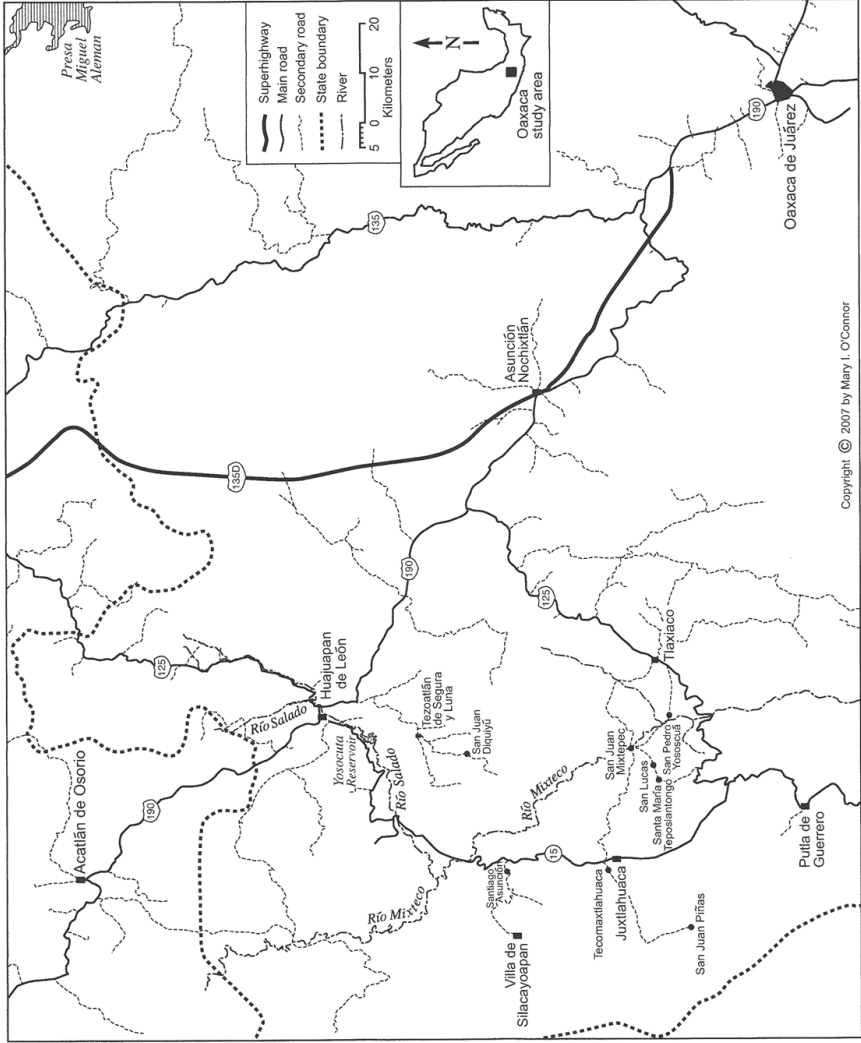 Presa
Miguel
Aleman
Superhighway
Main road
Secondary road
State boundary
River
5 0 10 20
Kilometers
N
Oaxaca
study area
135
190
Oaxaca de Juárez
Asunción
Nochixtlán
135D
190
125
125
Huajuapan
de León
Río Salado
Yosocuta
Reservoir
Río Salado
Tezoatlán
de Segura
y Luna
San Juan
Diquiyú
Acatlán de Osorio
190
Río Mixteco
Río Mixteco
Tlaxiaco
San Juan
Mixtepec
San Pedro
Yososcuá
San Lucas
Santa María
Teposlantongo
15
Santiago
Asunción
Villa de
Silacayoapan
Tecomaxtlahuaca
Juxtlahuaca
San Juan Piñas
Putla de
Guerrero
Copyright © 2007 by Mary I. O'Connor